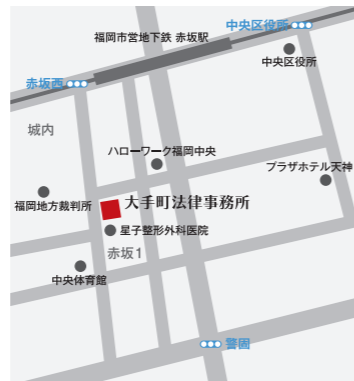 中央区役所
福岡市営地下鉄 赤坂駅
中央区役所
赤坂西
城内
ハローワーク福岡中央
プラザホテル天神
福岡地方裁判所
大手町法律事務所
星子整形外科医院
赤坂1
中央体育館
警固